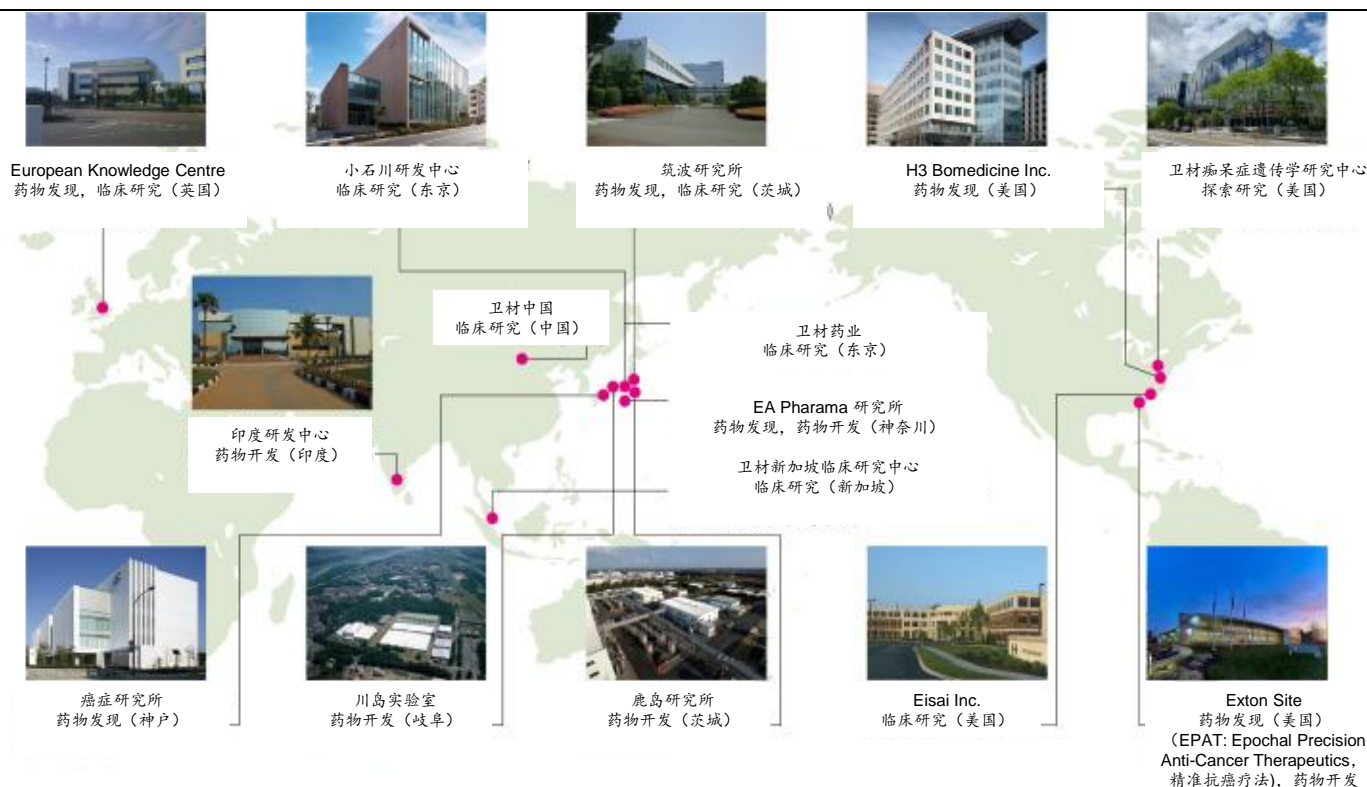 European Knowledge Centre
药物发现，临床研究（英国）
小石川研发中心
临床研究（东京）
筑波研究所
药物发现，临床研究（茨城）
H3 Bomedicine Inc.
药物发现（美国）
卫材痴呆症遗传学研究中心
探索研究（美国）
卫材中国
临床研究（中国）
卫材药业
临床研究（东京）
印度研发中心
药物开发（印度）
EA Pharama 研究所
药物发现，药物开发（神奈川）
卫材新加坡临床研究中心
临床研究（新加坡）
癌症研究所
药物发现（神户）
川岛实验室
药物开发（岐阜）
鹿岛研究所
药物开发（茨城）
Eisai Inc.
临床研究（美国）
Exton Site
药物发现（美国）
（EPAT: Epochal Precision
Anti-Cancer Therapeutics，
精准抗癌疗法)，药物开发